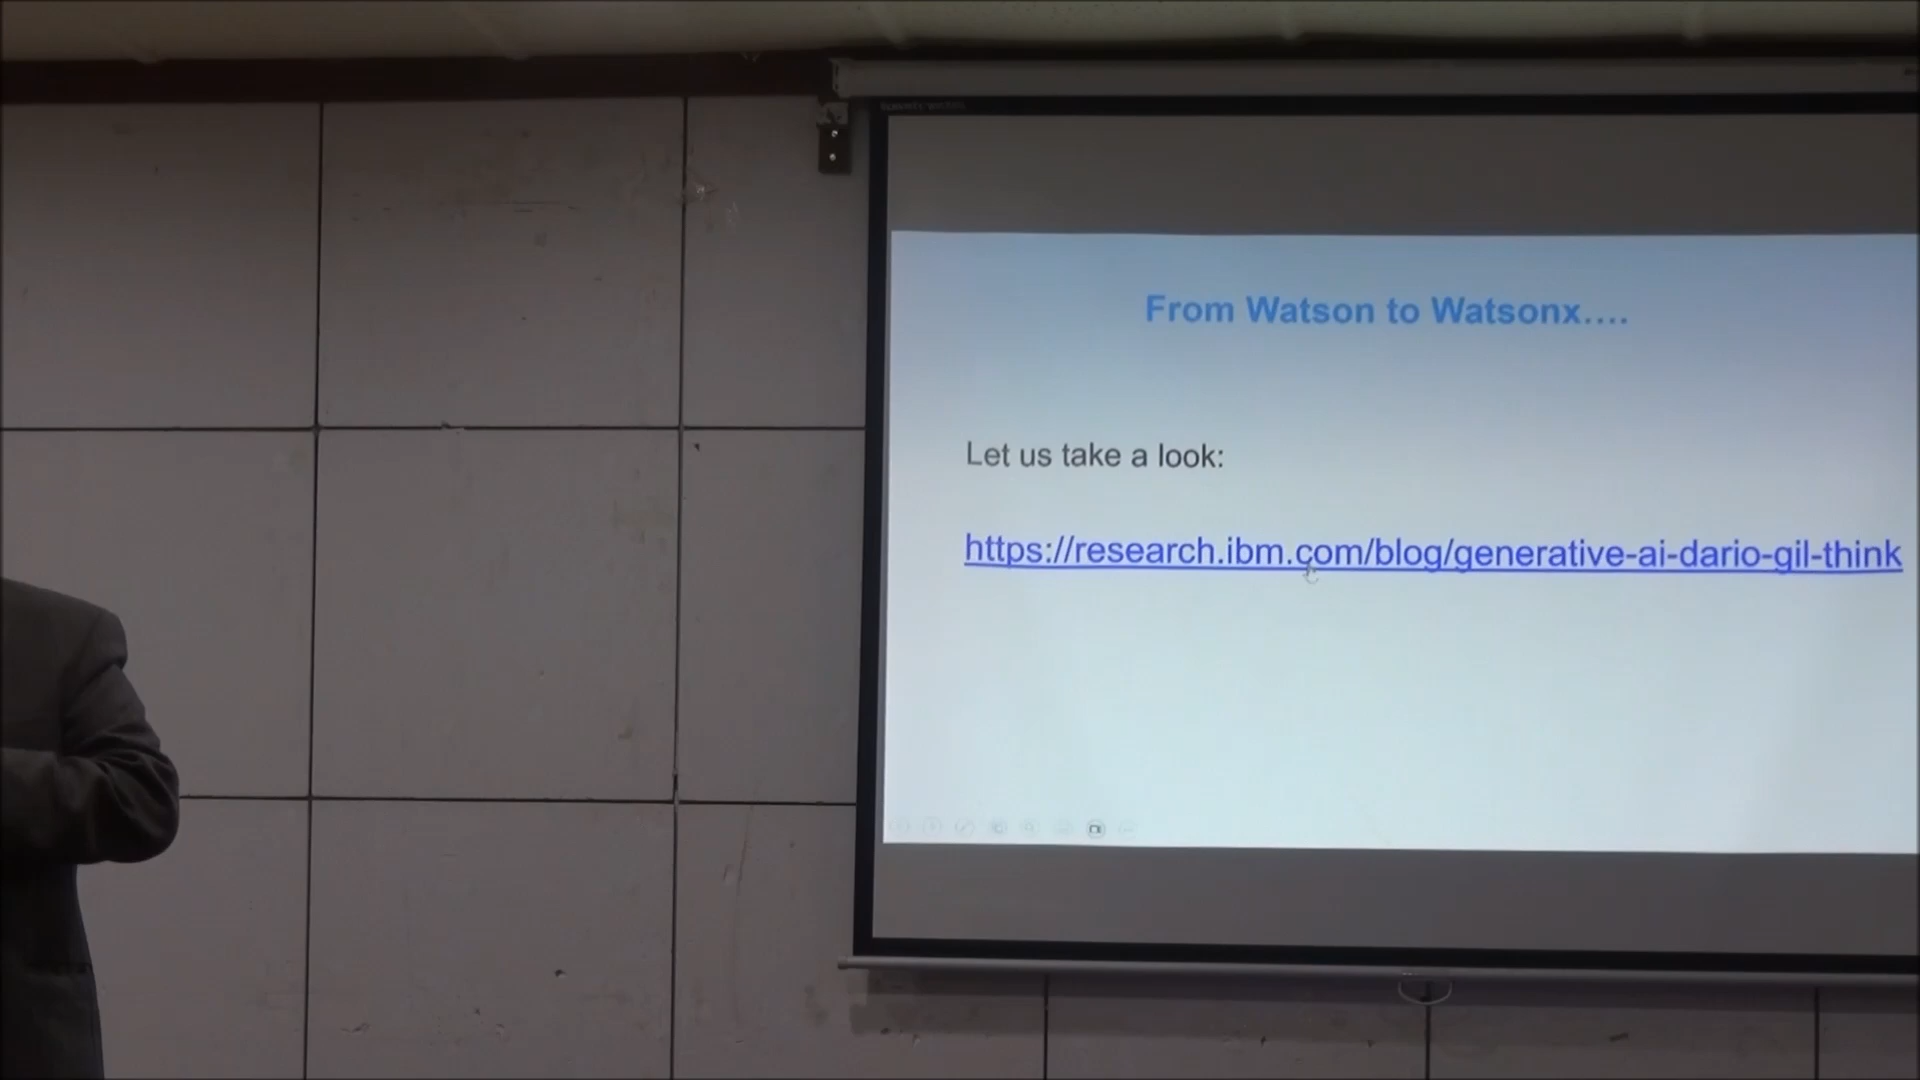 From Watson to Watsonx....
Let us take a look:
https://research.ibm.com/blog/generative-ai-dario-gil-think